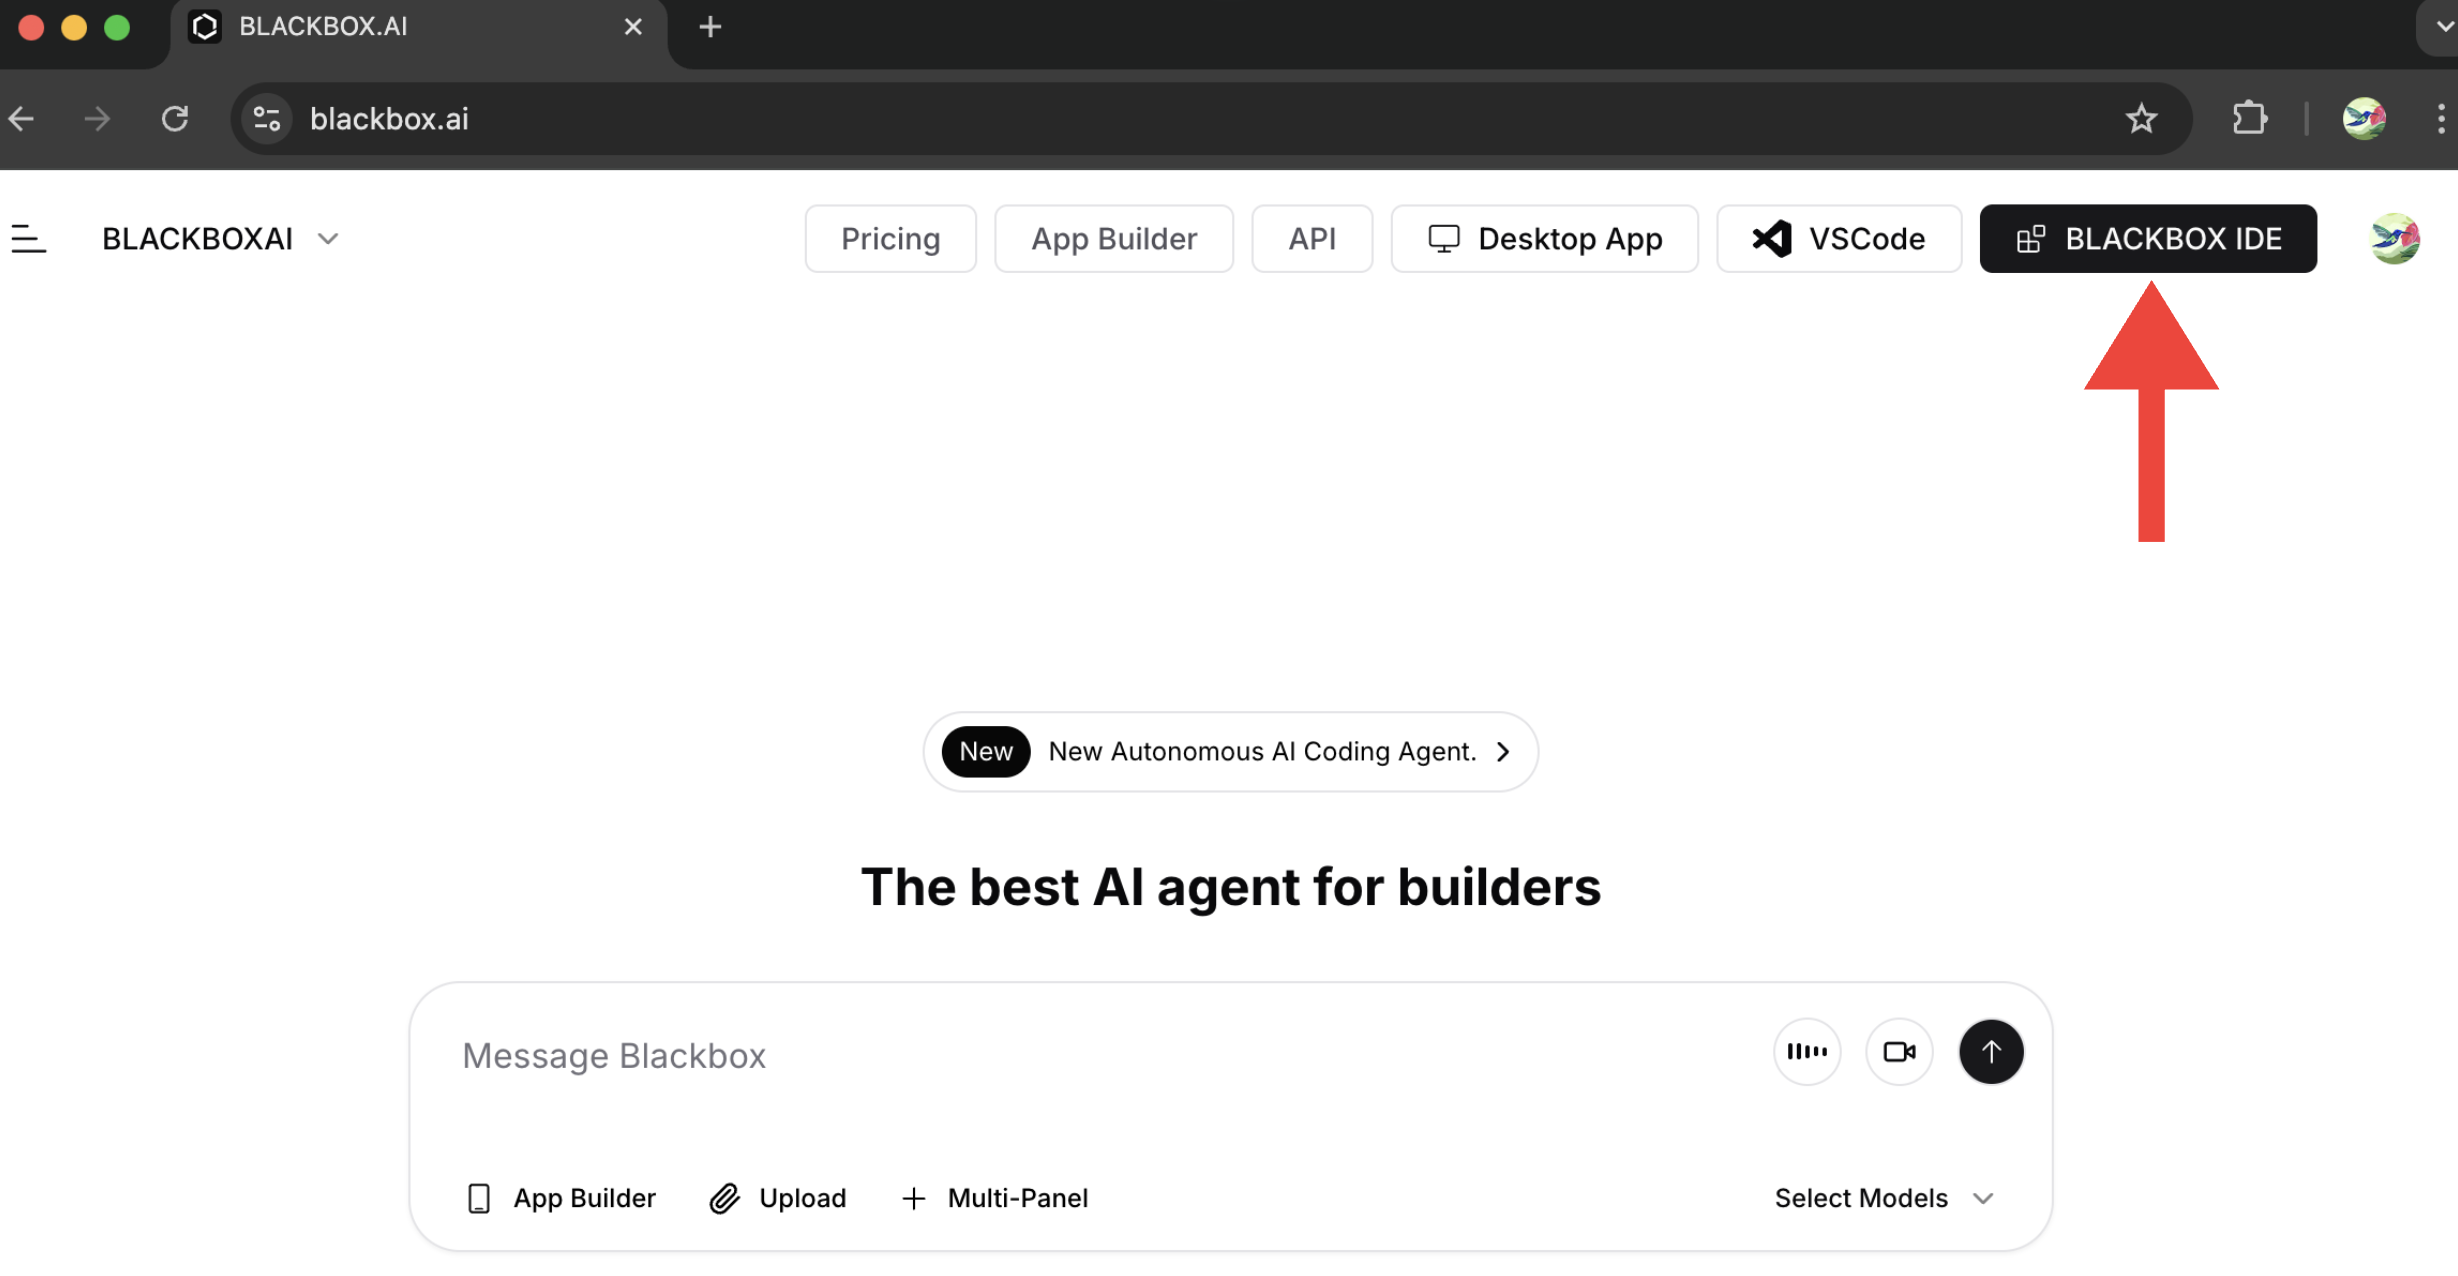 BLACKBOX.AI
blackbox.ai
BLACKBOXAI
Pricing
App Builder
API
Desktop App
VSCode
BLACKBOX IDE
New New Autonomous AI Coding Agent.
The best AI agent for builders
Message Blackbox
App Builder
Upload
Multi-Panel
Select Models